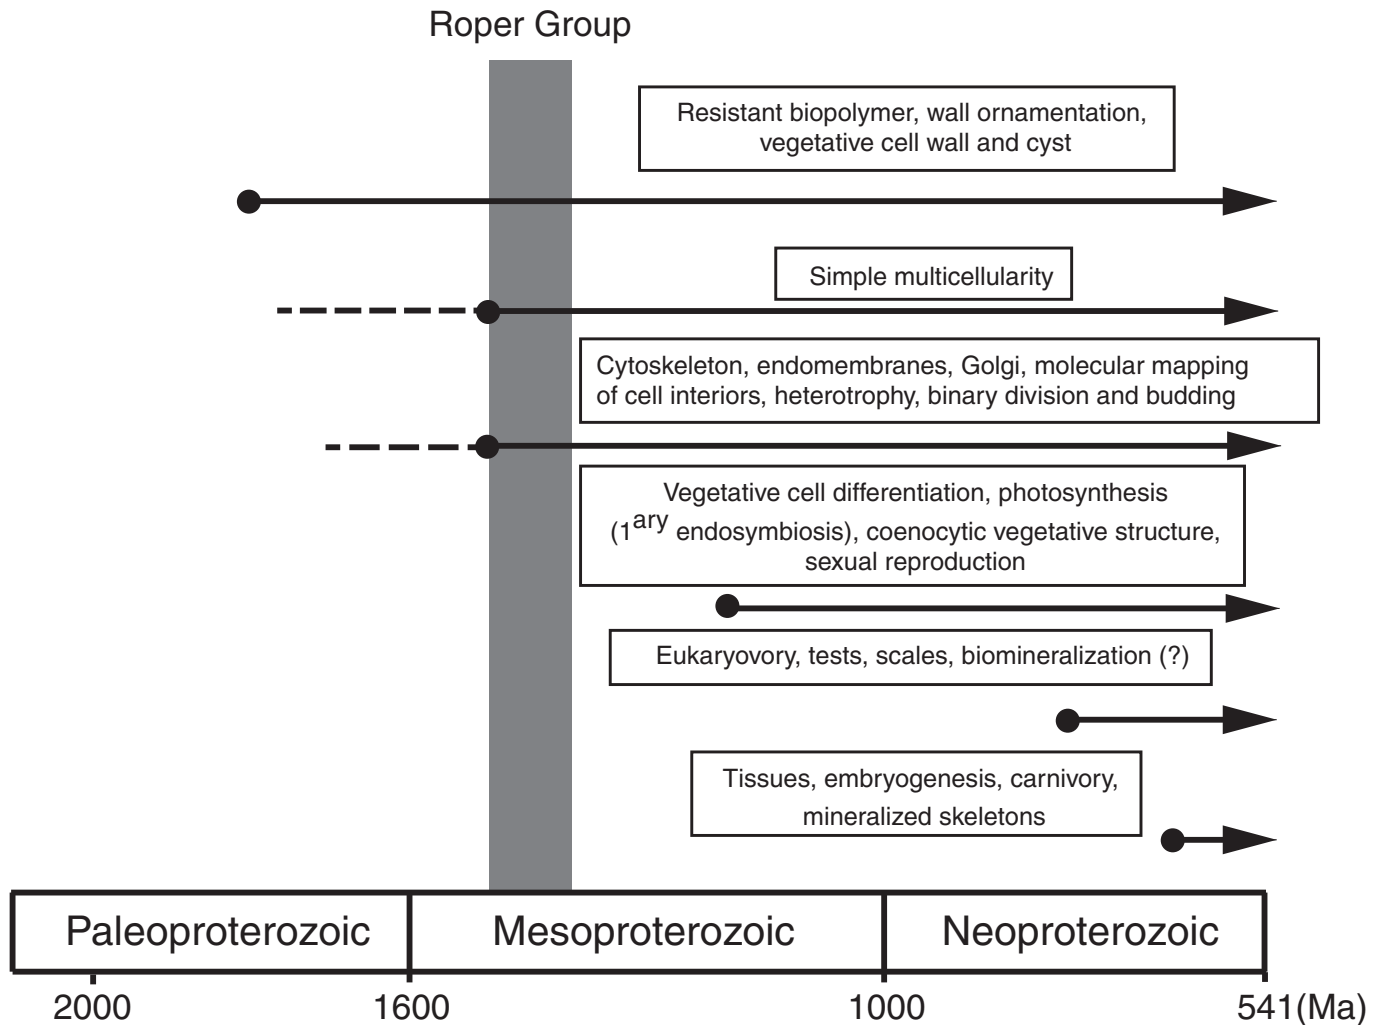 Roper Group
Resistant biopolymer, wall ornamentation,
vegetative cell wall and cyst
Simple multicellularity
Cytoskeleton, endomembranes, Golgi, molecular mapping
of cell interiors, heterotrophy, binary division and budding
Vegetative cell differentiation, photosynthesis
(1ary endosymbiosis), coenocytic vegetative structure,
sexual reproduction
Eukaryovory, tests, scales, biomineralization (?)
Tissues, embryogenesis, carnivory,
mineralized skeletons
Paleoproterozoic Mesoproterozoic Neoproterozoic
2000 1600 1000 541(Ma)